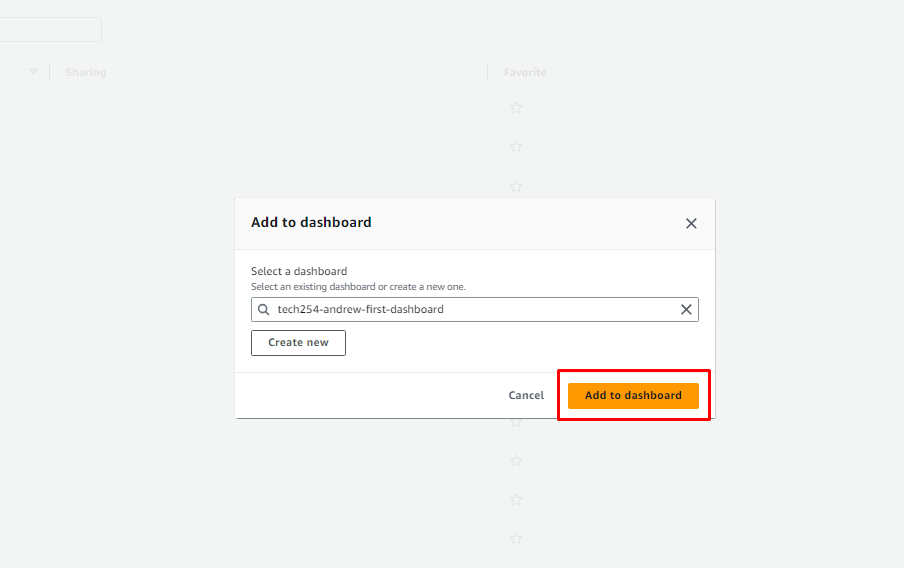 Sharing
Favorite
Add to dashboard
Select a dashboard
Select an existing dashboard or create a new one.
tech254-andrew-first-dashboard
Create new
Cancel
Add to dashboard